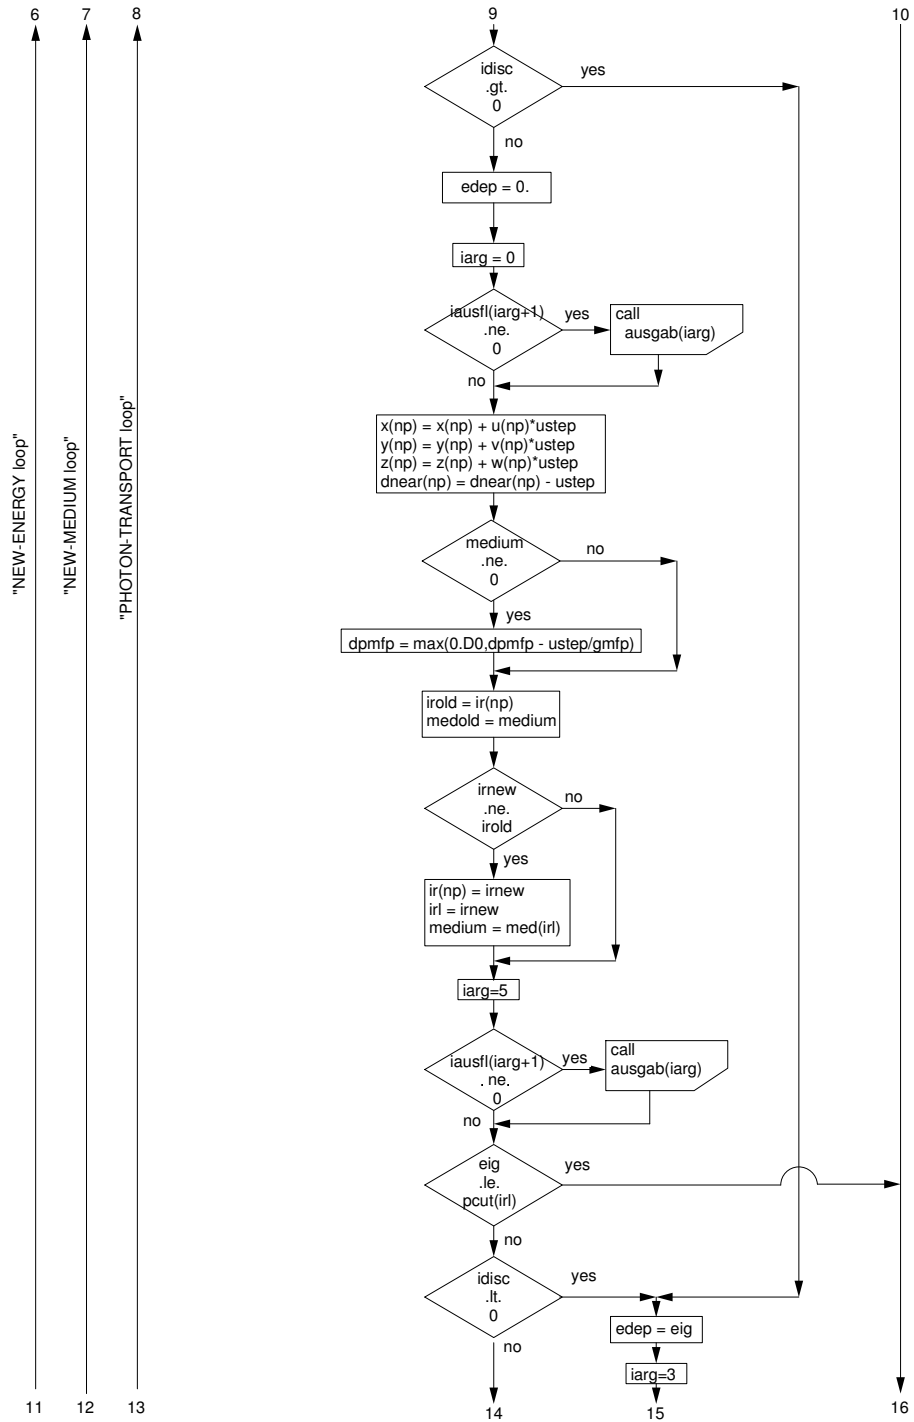 6
7
8
9
10
idisc
.gt.
0
yes
no
edep = 0.
iarg = 0
iausfl(iarg+1)
.ne.
0
yes
call
ausgab(iarg)
no
x(np) = x(np) + u(np)*ustep
y(np) = y(np) + v(np)*ustep
z(np) = z(np) + w(np)*ustep
dnear(np) = dnear(np) - ustep
"NEW-ENERGY loop"
"NEW-MEDIUM loop"
"PHOTON-TRANSPORT loop"
medium
.ne.
0
no
yes
dpmfp = max(0.D0,dpmfp - ustep/gmfp)
irold = ir(np)
medold = medium
irnew
.ne.
irold
no
yes
ir(np) = irnew
irl = irnew
medium = med(irl)
iarg=5
iausfl(iarg+1)
. ne.
0
yes
call
ausgab(iarg)
no
eig
.le.
pcut(irl)
yes
no
idisc
.lt.
0
yes
edep = eig
no
iarg=3
11
12
13
14
15
16